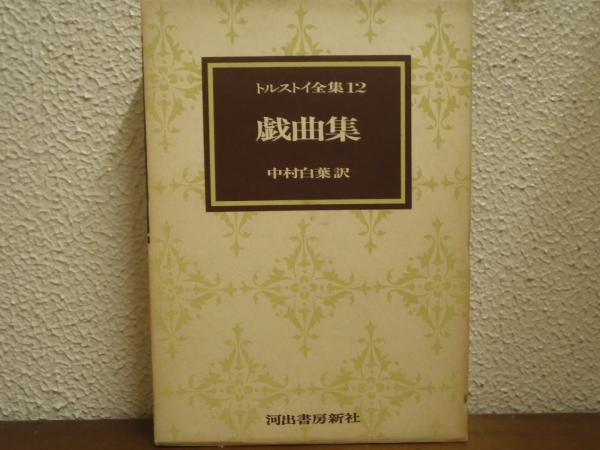 トルストイ全集12
戯曲集
中村白葉訳
河出書房新社